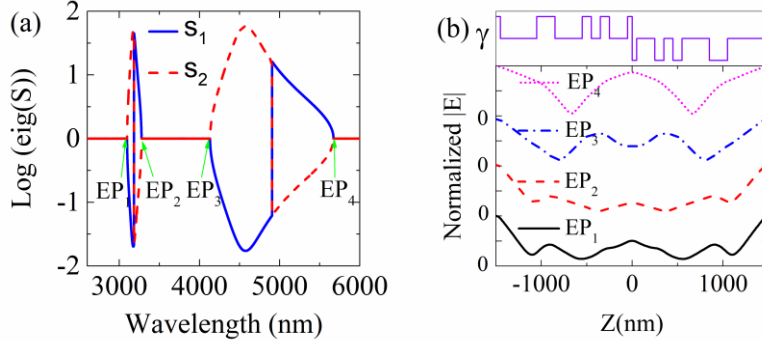 (a)
S₁
S₂
2
1
0
-1
-2
Log (eig(S))
EP₁
EP₂
EP₃
EP₄
3000 4000 5000 6000
Wavelength (nm)
(b)
γ
EP₄
0
EP₃
0
EP₂
0
EP₁
0
Normalized |E|
-1000 0 1000
Z(nm)